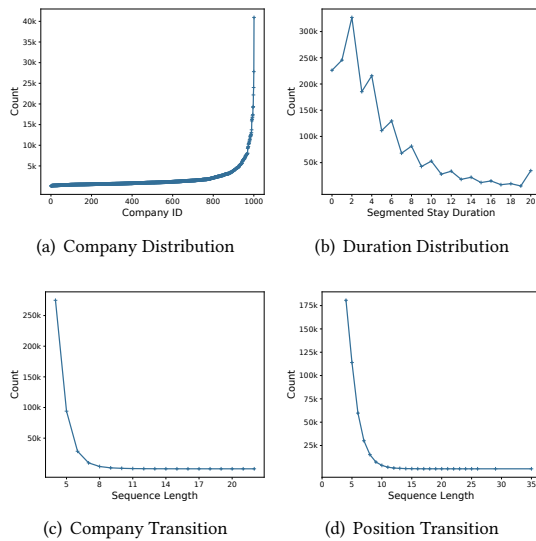 40k
35k
30k
25k
20k
15k
10k
5k
Count
0 200 400 600 800 1000
Company ID
(a) Company Distribution
300k
250k
200k
150k
100k
50k
Count
0 2 4 6 8 10 12 14 16 18 20
Segmented Stay Duration
(b) Duration Distribution
250k
200k
150k
100k
50k
Count
5 8 11 14 17 20
Sequence Length
(c) Company Transition
175k
150k
125k
100k
75k
50k
25k
Count
0 5 10 15 20 25 30 35
Sequence Length
(d) Position Transition